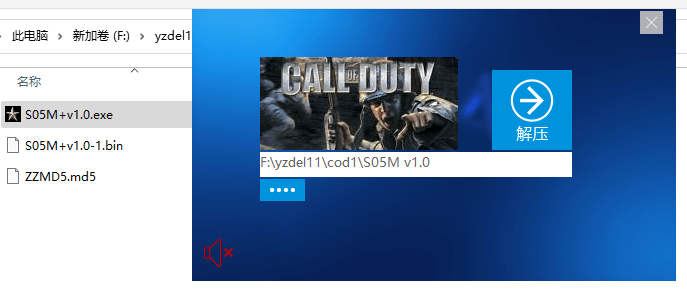 此电脑 > 新加卷 (F:) > yzdel1
名称
S05M+v1.0.exe
S05M+v1.0-1.bin
ZZMD5.md5
CALL OF DUTY
解压
F:\yzdel11\cod1\S05M v1.0